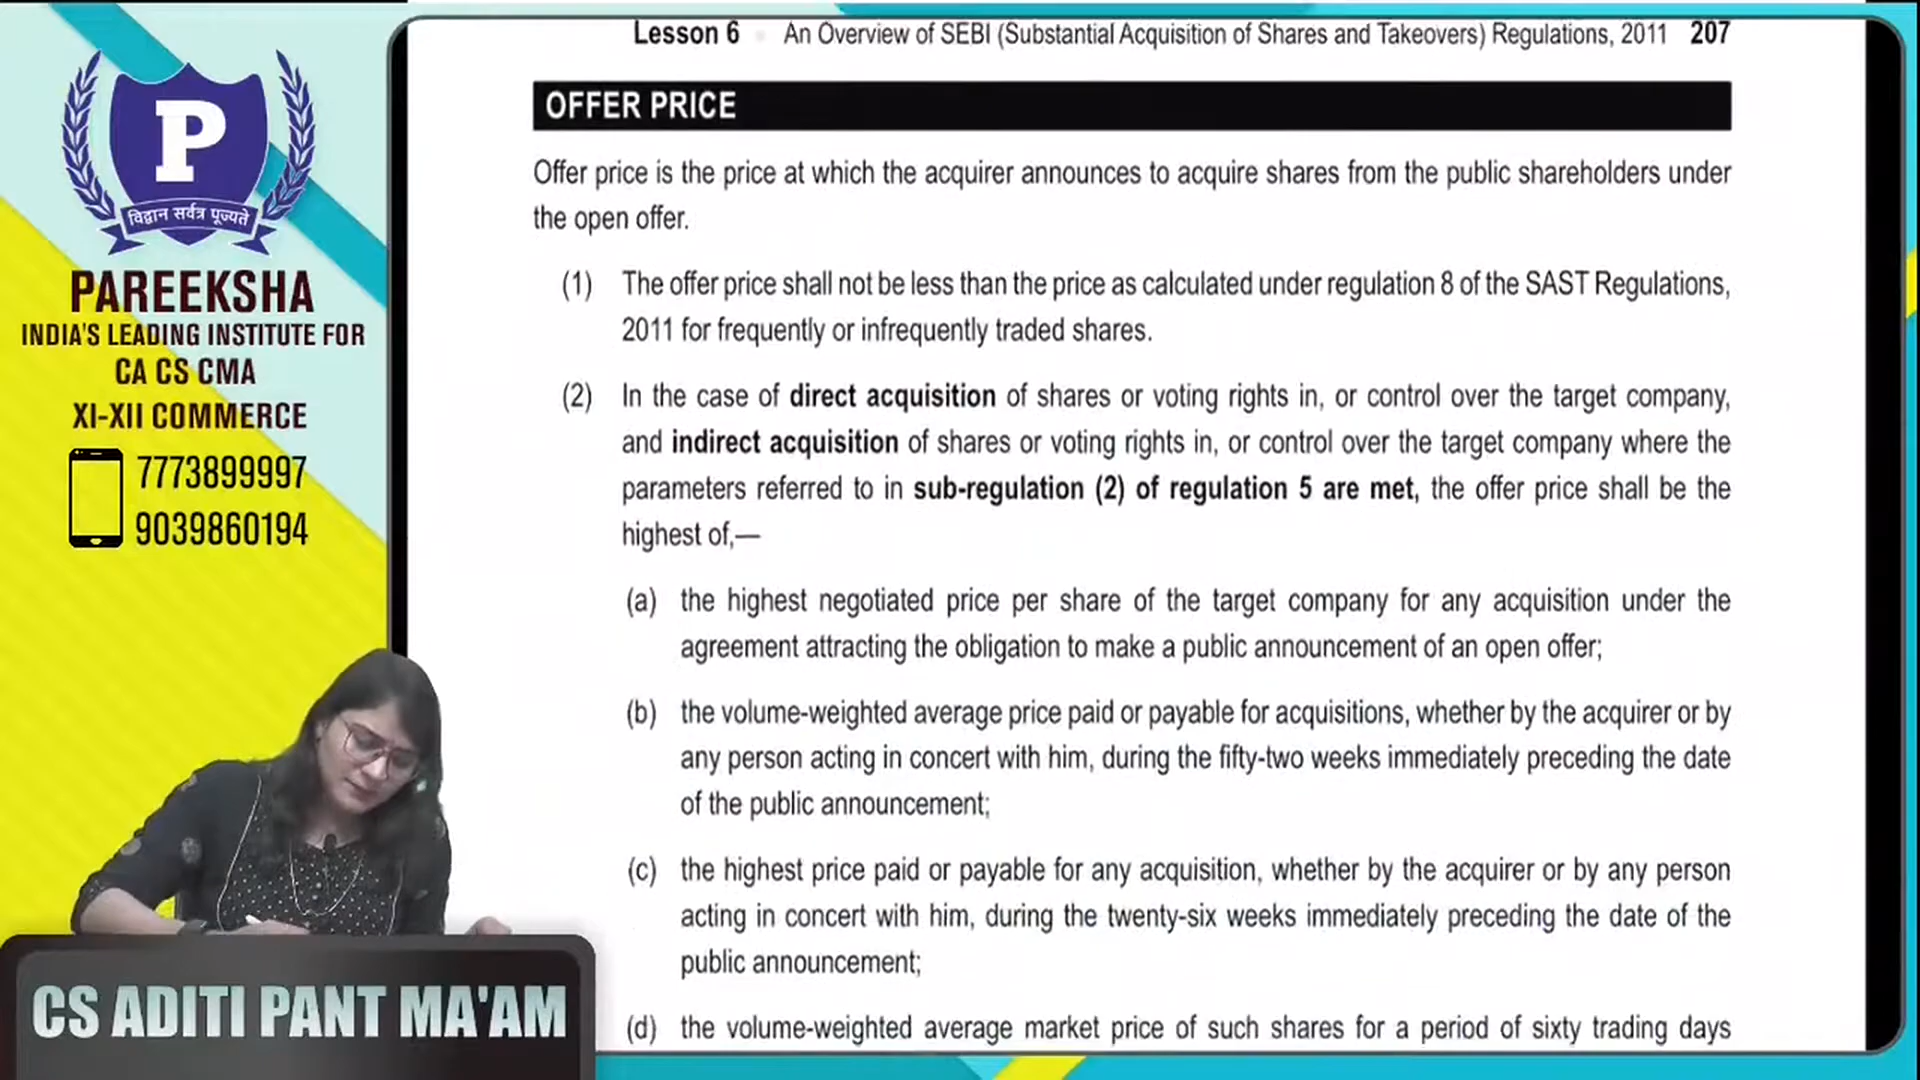 Lesson 6 An Overview of SEBI (Substantial Acquisition of Shares and Takeovers) Regulations, 2011 207
OFFER PRICE
Offer price is the price at which the acquirer announces to acquire shares from the public shareholders under
the open offer.
(1) The offer price shall not be less than the price as calculated under regulation 8 of the SAST Regulations,
2011 for frequently or infrequently traded shares.
(2) In the case of direct acquisition of shares or voting rights in, or control over the target company,
and indirect acquisition of shares or voting rights in, or control over the target company where the
parameters referred to in sub-regulation (2) of regulation 5 are met, the offer price shall be the
highest of,—
(a) the highest negotiated price per share of the target company for any acquisition under the
agreement attracting the obligation to make a public announcement of an open offer;
(b) the volume-weighted average price paid or payable for acquisitions, whether by the acquirer or by
any person acting in concert with him, during the fifty-two weeks immediately preceding the date
of the public announcement;
(c) the highest price paid or payable for any acquisition, whether by the acquirer or by any person
acting in concert with him, during the twenty-six weeks immediately preceding the date of the
public announcement;
(d) the volume-weighted average market price of such shares for a period of sixty trading days
P
विद्वान सर्वत्र पूज्यते
PAREEKSHA
INDIA'S LEADING INSTITUTE FOR
CA CS CMA
XI-XII COMMERCE
7773899997
9039860194
CS ADITI PANT MA'AM